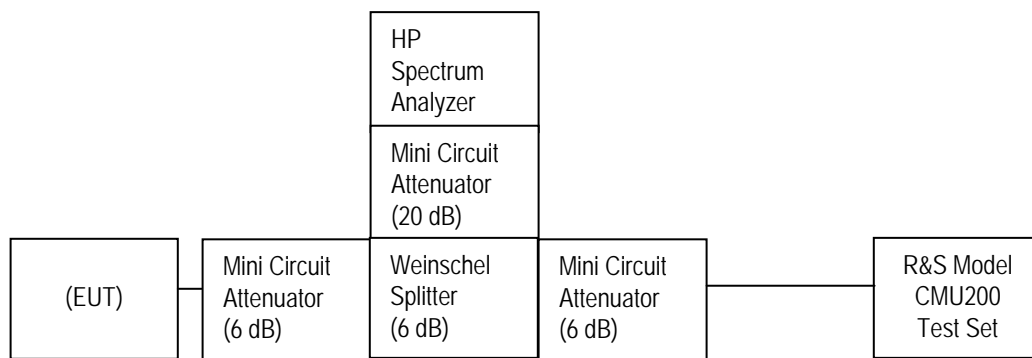 HP
Spectrum
Analyzer
Mini Circuit
Attenuator
(20 dB)
(EUT)
Mini Circuit
Attenuator
(6 dB)
Weinschel
Splitter
(6 dB)
Mini Circuit
Attenuator
(6 dB)
R&S Model
CMU200
Test Set